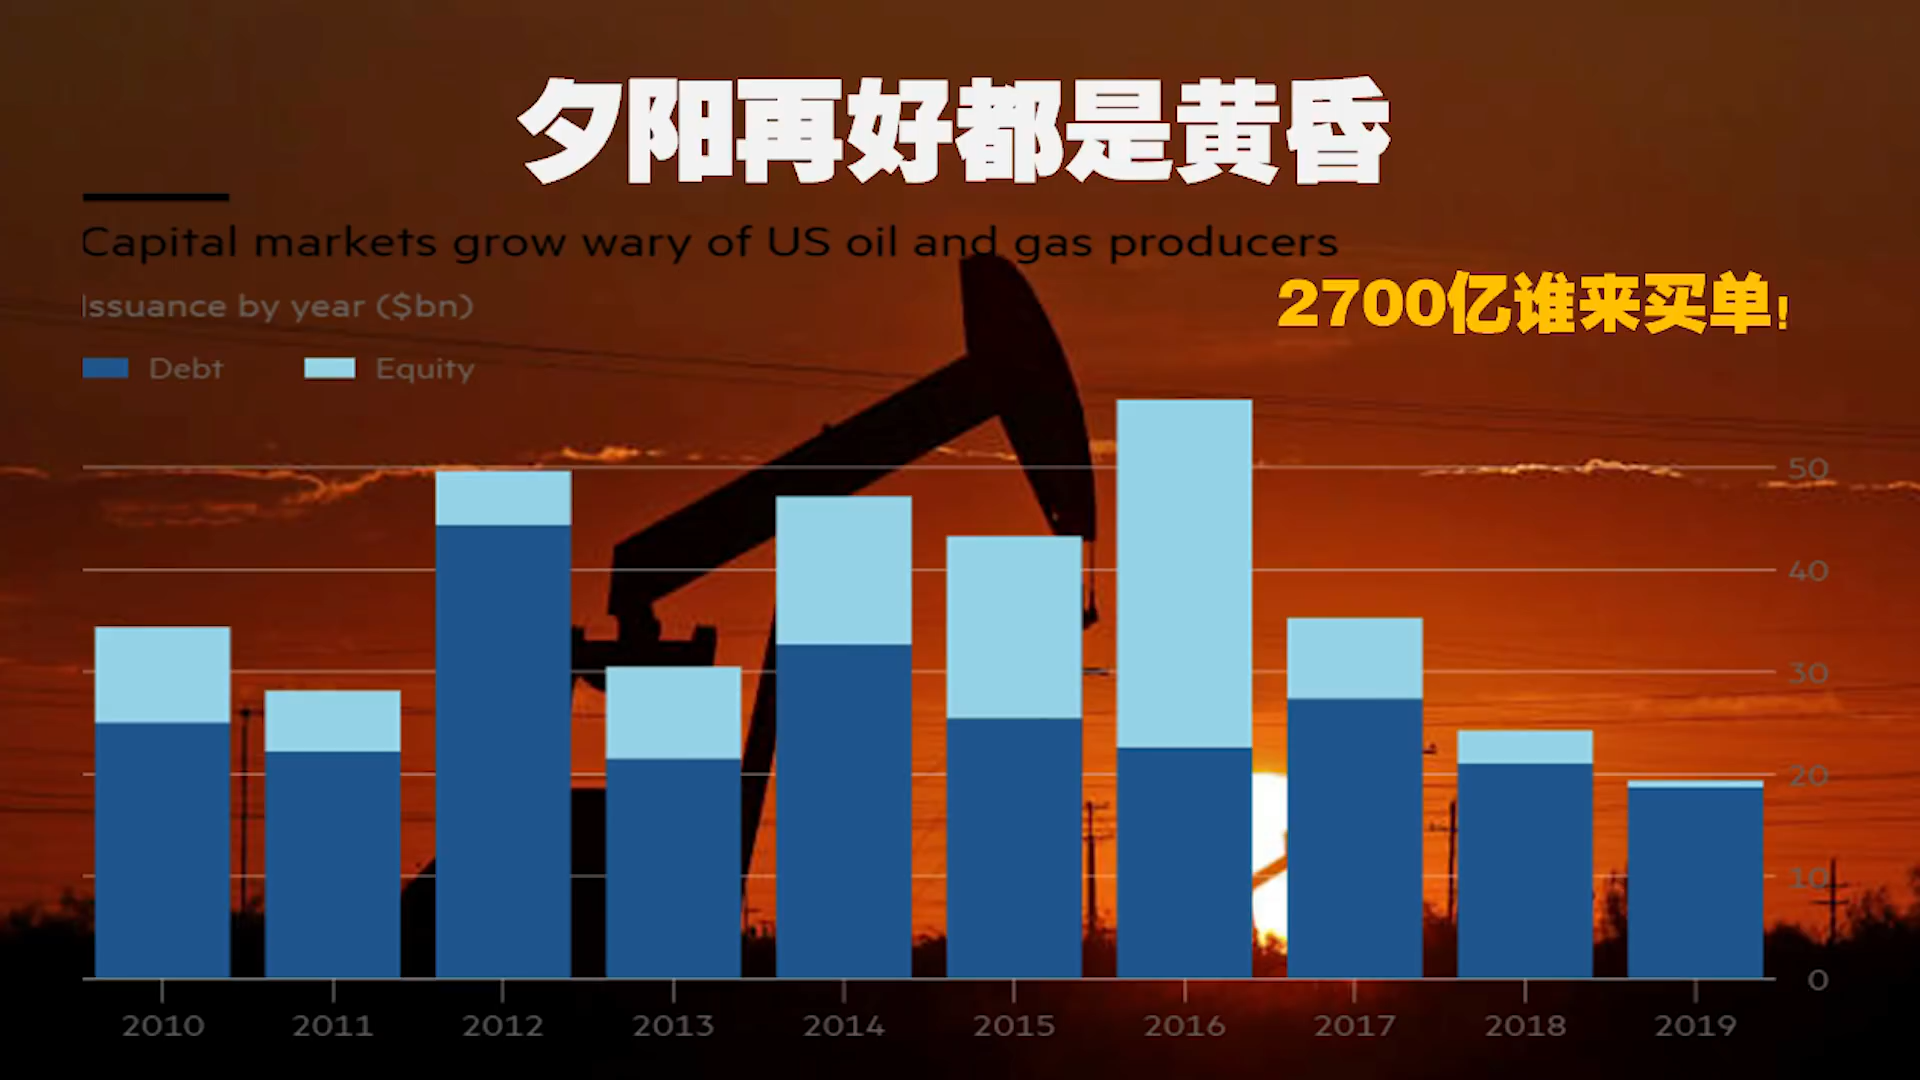 夕阳再好都是黄昏
Capital markets grow wary of US oil and gas producers
2700亿谁来买单!
Issuance by year ($bn)
Debt Equity
50
40
30
20
10
0
2010 2011 2012 2013 2014 2015 2016 2017 2018 2019